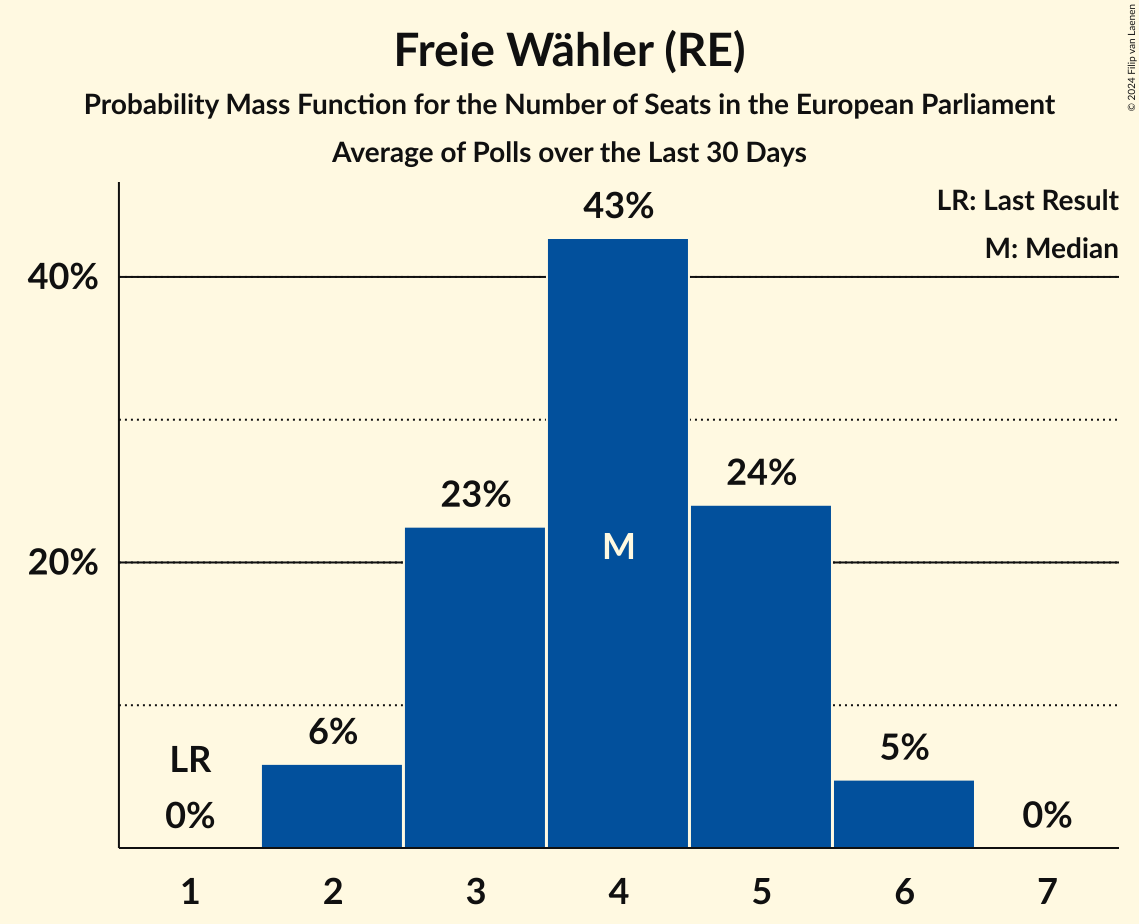 Freie Wähler (RE)
Probability Mass Function for the Number of Seats in the European Parliament
Average of Polls over the Last 30 Days
© 2024 Filip van Laenen
LR: Last Result
M: Median
43%
40%
24%
23%
M
20%
6%
5%
LR
0%
0%
1 2 3 4 5 6 7